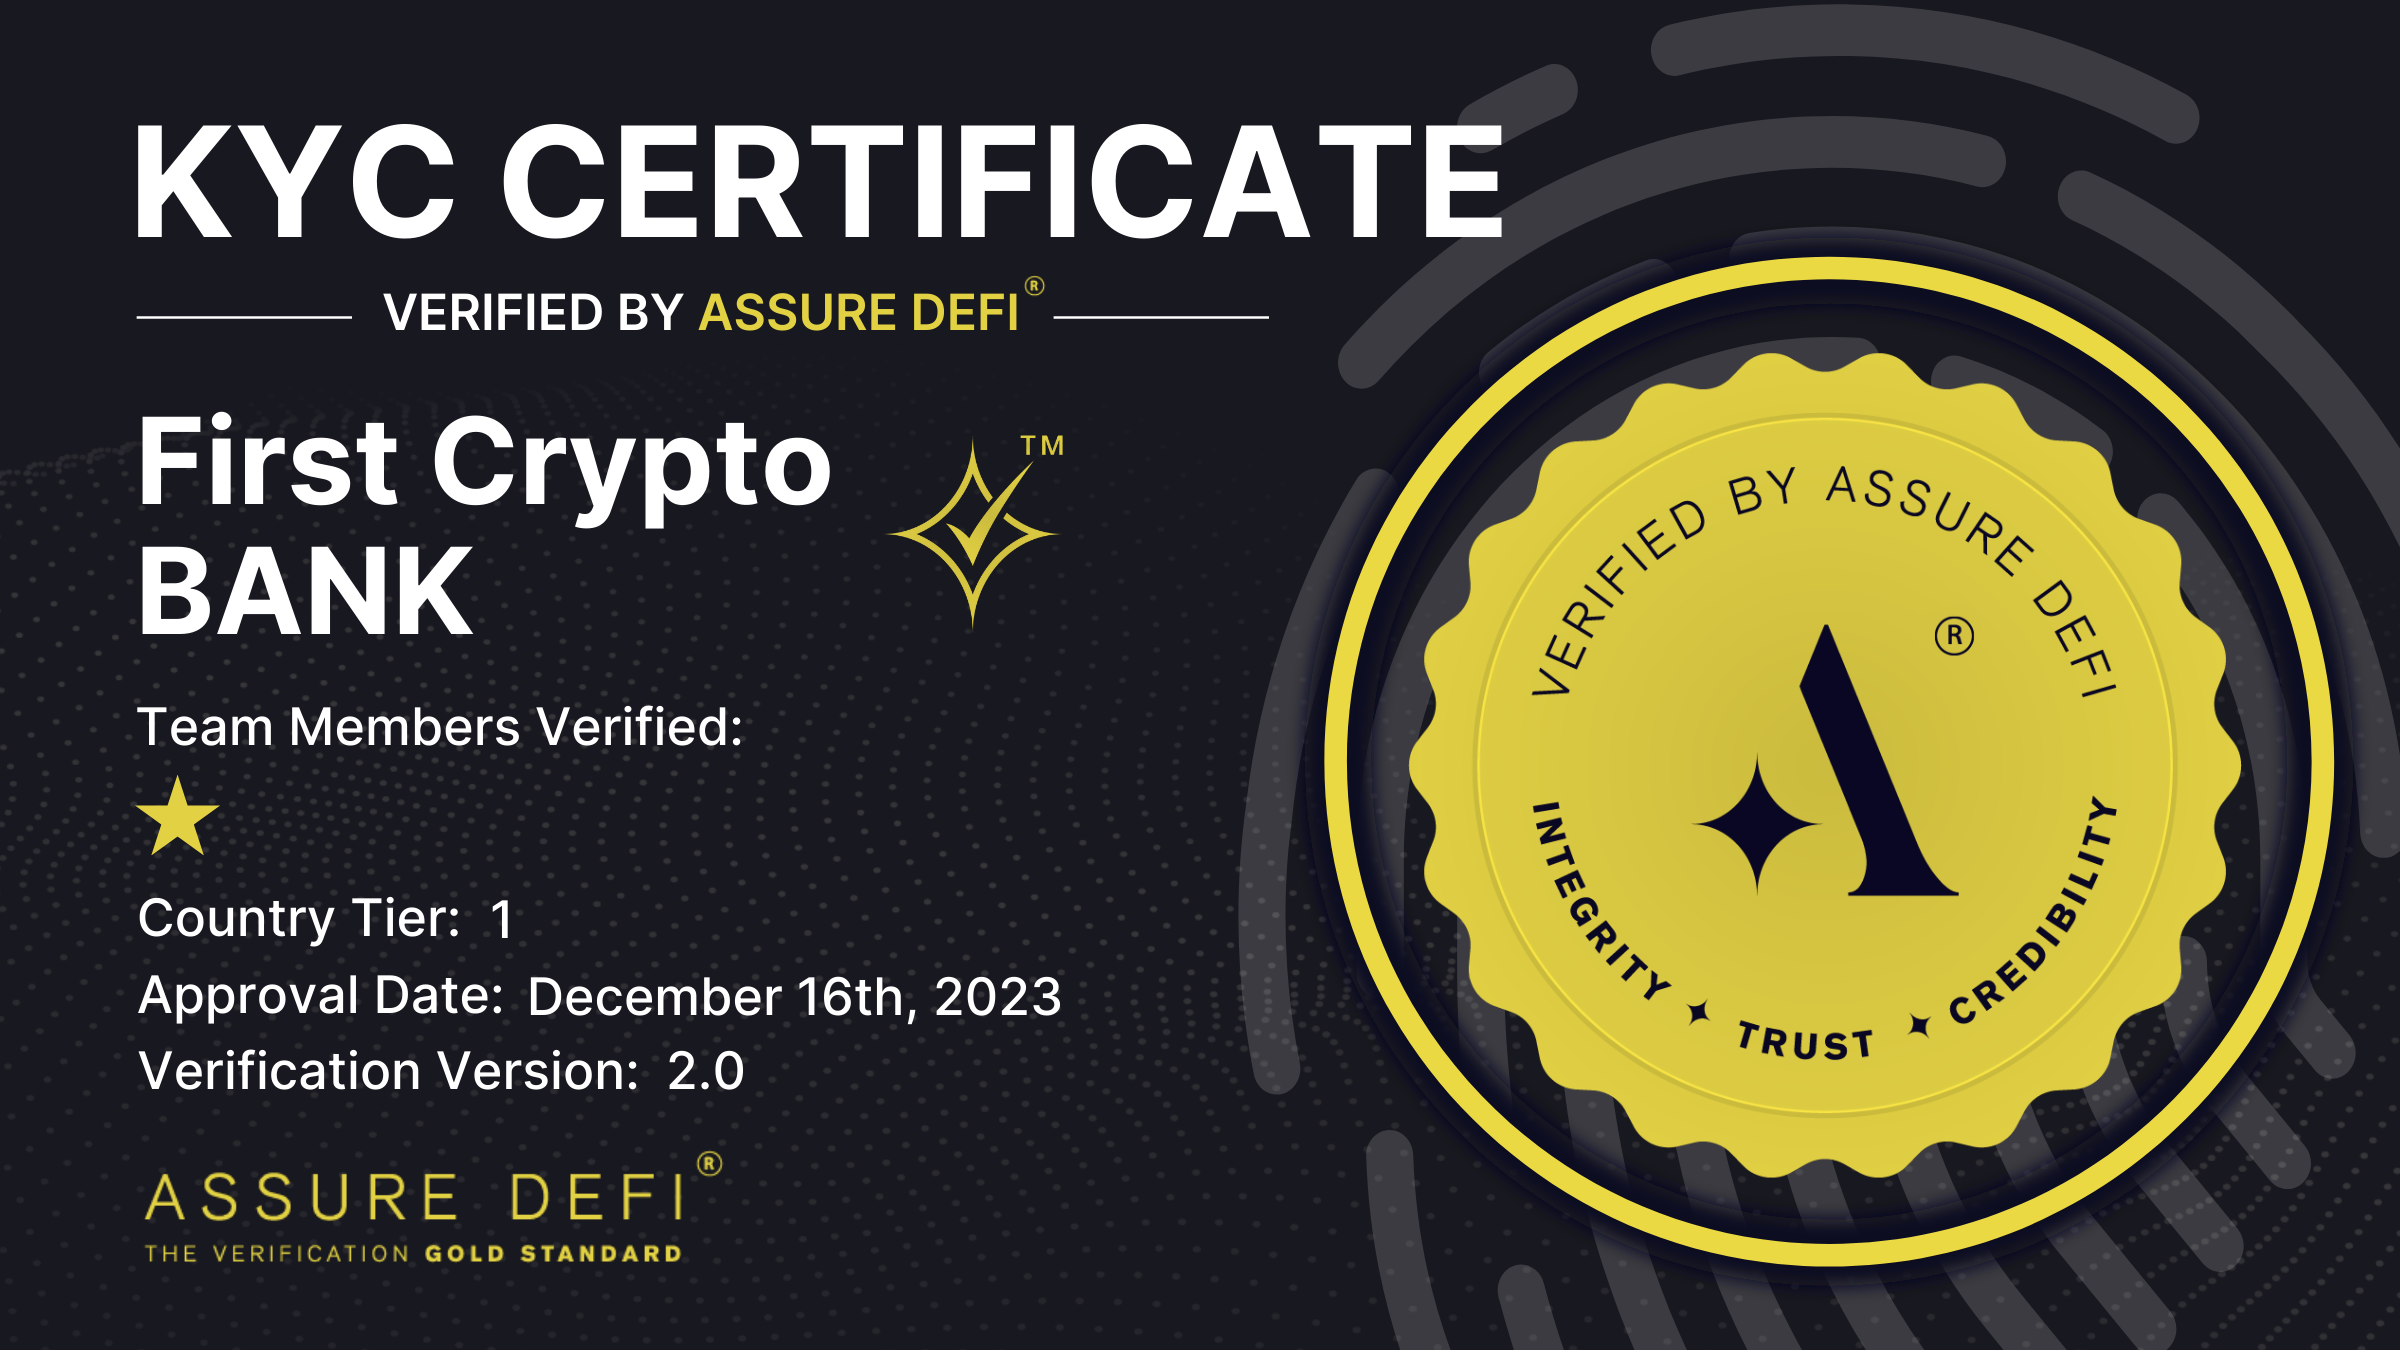 KYC CERTIFICATE
VERIFIED BY ASSURE DEFI®
First Crypto
BANK
TM
Team Members Verified:
Country Tier: 1
Approval Date: December 16th, 2023
Verification Version: 2.0
ASSURE DEFI®
THE VERIFICATION GOLD STANDARD
VERIFIED BY ASSURE DEFI
®
INTEGRITY ✦ TRUST ✦ CREDIBILITY